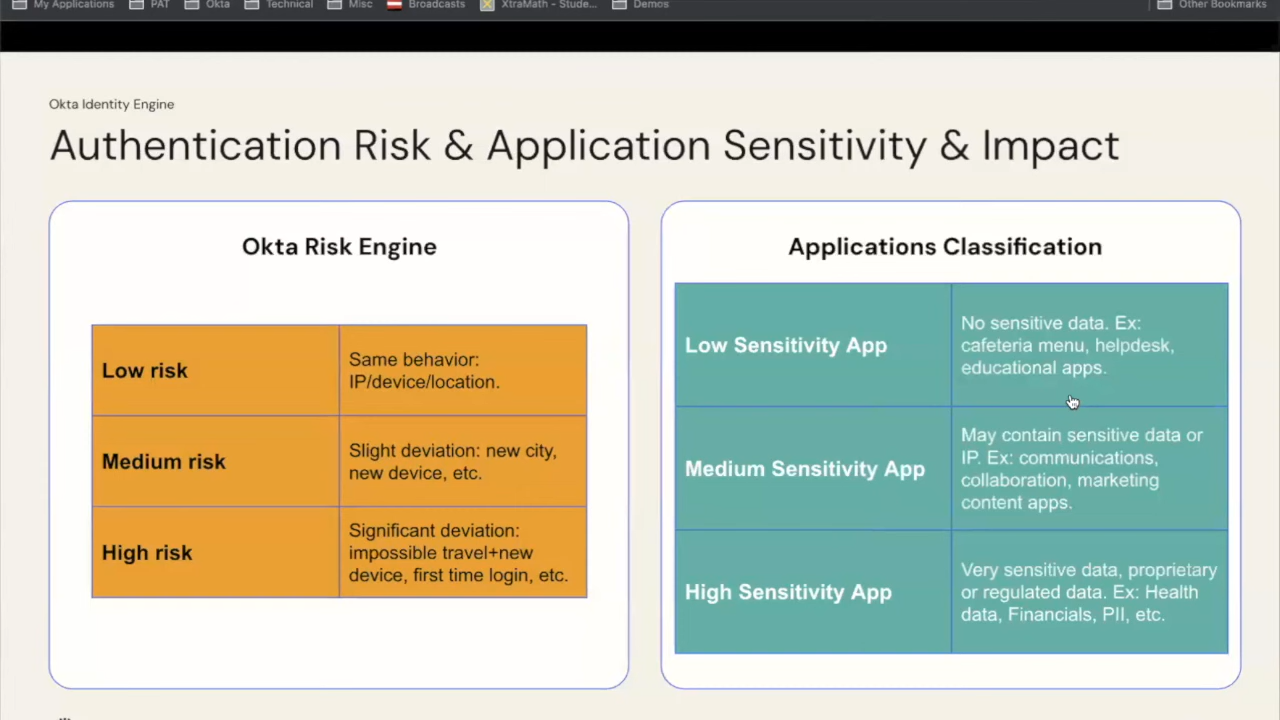 My Applications PAT Okta Technical Misc Broadcasts XtraMath - Stude... Demos Other Bookmarks
Okta Identity Engine
Authentication Risk & Application Sensitivity & Impact
Okta Risk Engine
Low risk
Same behavior:
IP/device/location.
Medium risk
Slight deviation: new city,
new device, etc.
High risk
Significant deviation:
impossible travel+new
device, first time login, etc.
Applications Classification
Low Sensitivity App
No sensitive data. Ex:
cafeteria menu, helpdesk,
educational apps.
Medium Sensitivity App
May contain sensitive data or
IP. Ex: communications,
collaboration, marketing
content apps.
High Sensitivity App
Very sensitive data, proprietary
or regulated data. Ex: Health
data, Financials, PII, etc.